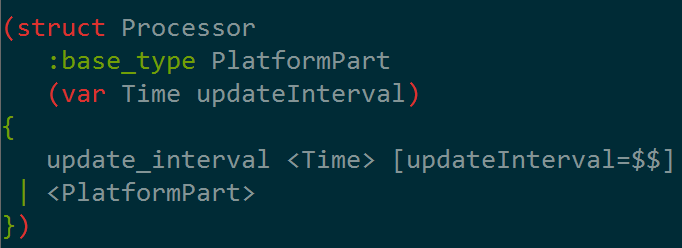 (struct Processor
   :base_type PlatformPart
   (var Time updateInterval)
{
   update_interval <Time> [updateInterval=$$]
 | <PlatformPart>
})